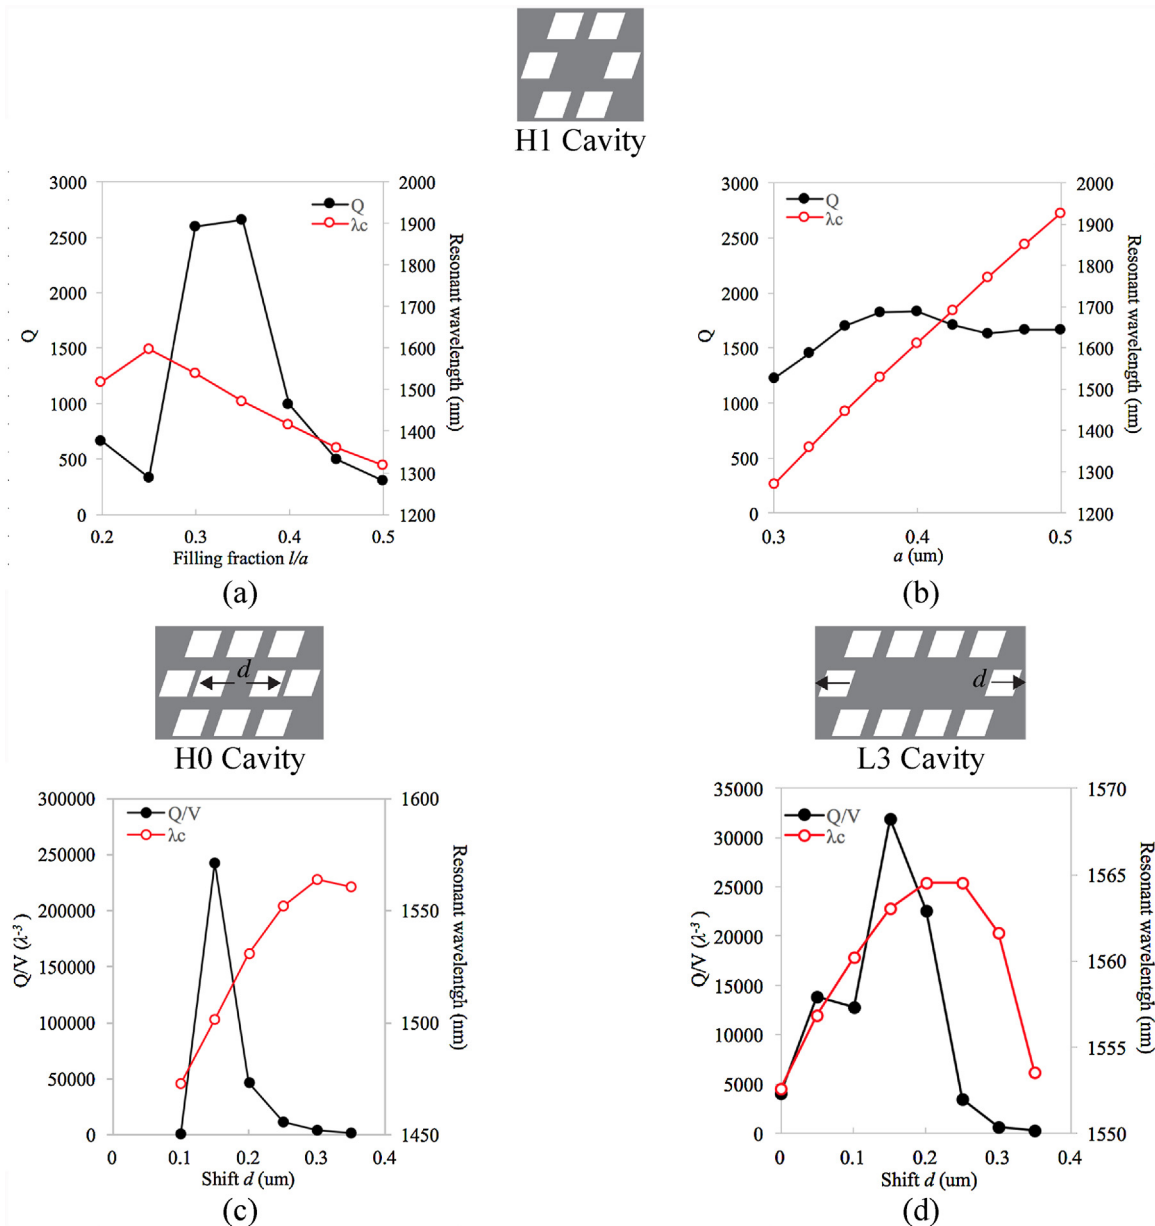 H1 Cavity
3000
2500
2000
1500
1000
500
0
Q
2000
1900
1800
1700
1600
1500
1400
1300
1200
Resonant wavelength (nm)
Q
λc
0.2 0.3 0.4 0.5
Filling fraction l/a
(a)
3000
2500
2000
1500
1000
500
0
Q
2000
1900
1800
1700
1600
1500
1400
1300
1200
Resonant wavelength (nm)
Q
λc
0.3 0.4 0.5
a (um)
(b)
d
H0 Cavity
300000
250000
200000
150000
100000
50000
0
Q/V (λ⁻³)
1600
1550
1500
1450
Resonant wavelentgh (nm)
Q/V
λc
0 0.1 0.2 0.3 0.4
Shift d (um)
(c)
d
L3 Cavity
35000
30000
25000
20000
15000
10000
5000
0
Q/V (λ⁻³)
1570
1565
1560
1555
1550
Resonant wavelength (nm)
Q/V
λc
0 0.1 0.2 0.3 0.4
Shift d (um)
(d)